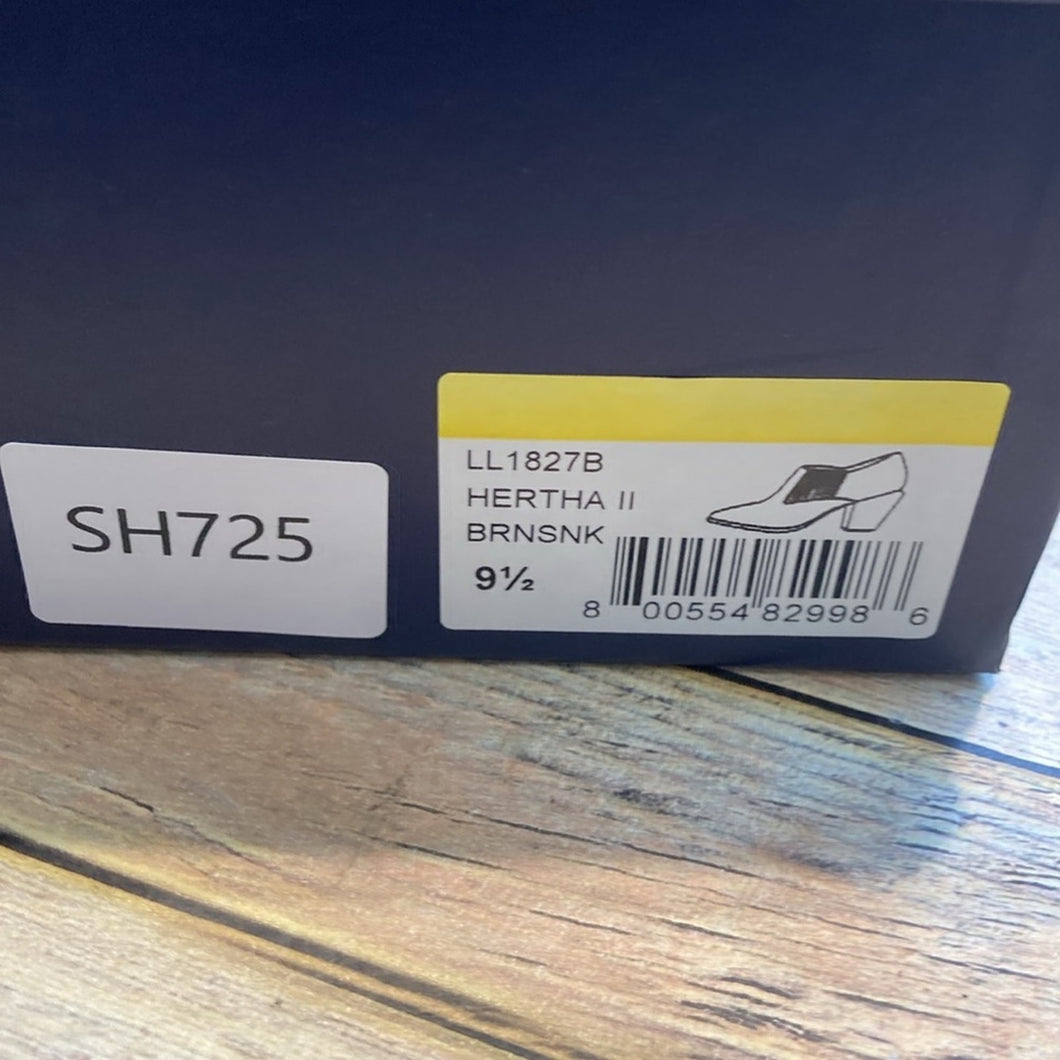 SH725
LL1827B
HERTHA II
BRNSNK
9½
8 00554 82998 6